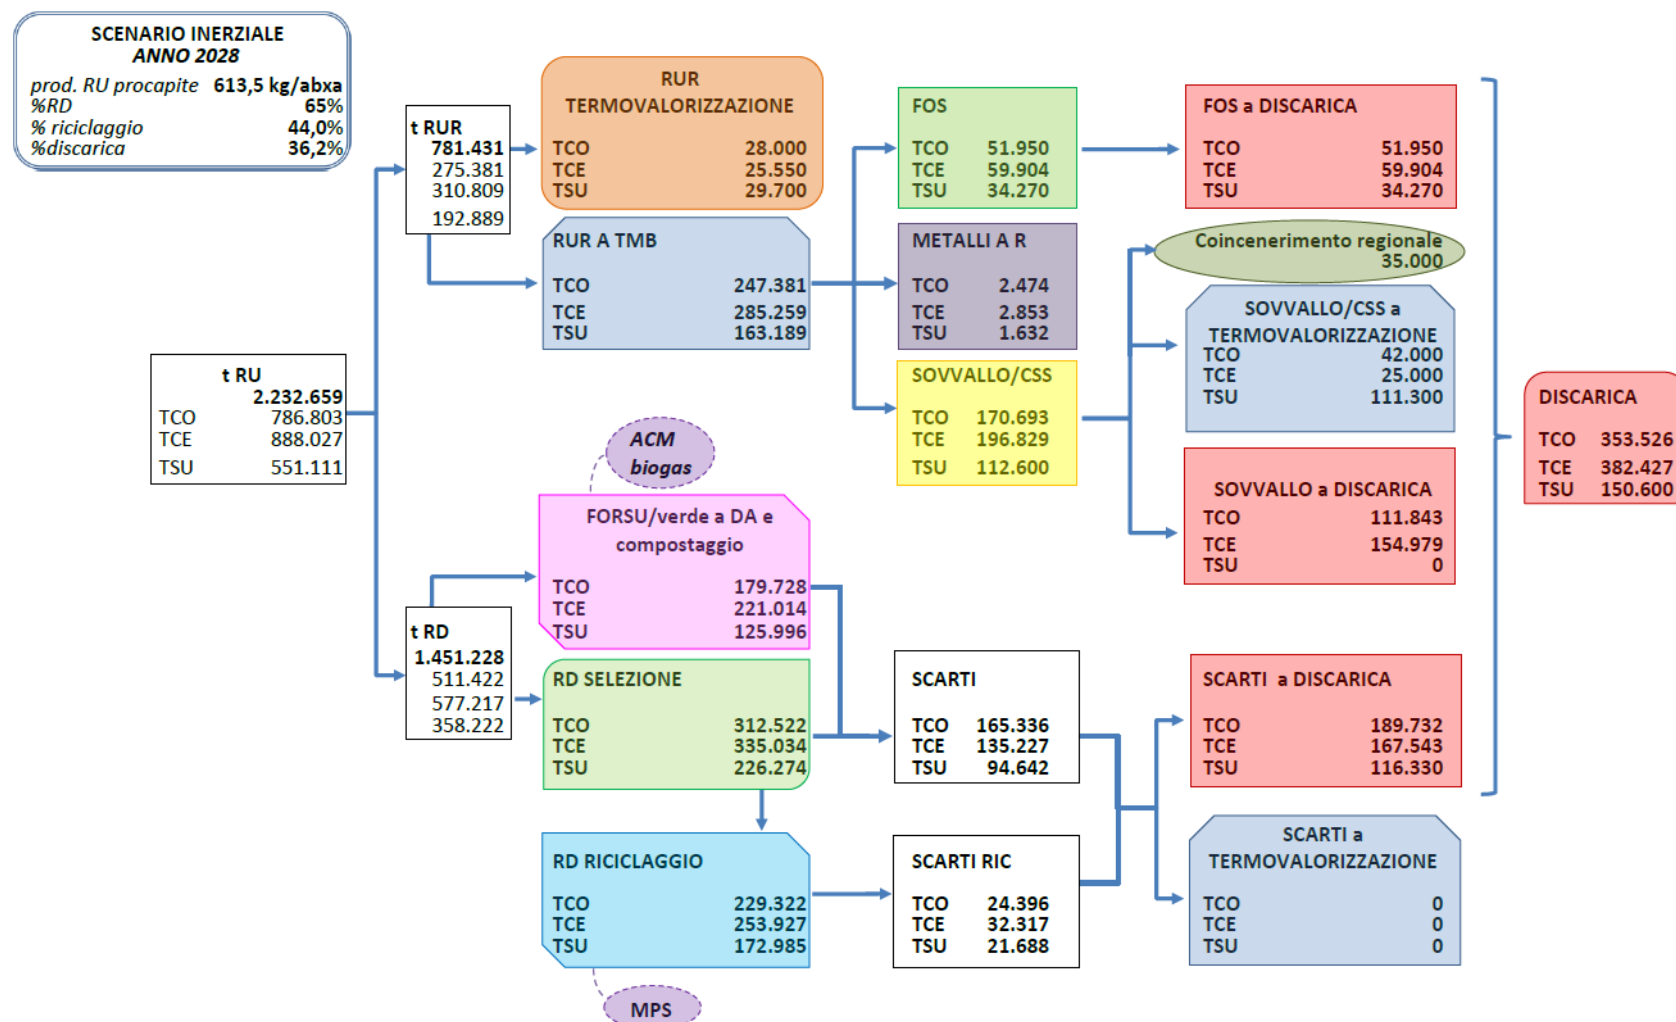 SCENARIO INERZIALE
ANNO 2028
prod. RU procapite 613,5 kg/abxa
%RD 65%
% riciclaggio 44,0%
%discarica 36,2%
t RU
2.232.659
TCO 786.803
TCE 888.027
TSU 551.111
t RUR
781.431
275.381
310.809
192.889
t RD
1.451.228
511.422
577.217
358.222
RUR
TERMOVALORIZZAZIONE
TCO 28.000
TCE 25.550
TSU 29.700
RUR A TMB
TCO 247.381
TCE 285.259
TSU 163.189
ACM
biogas
FORSU/verde a DA e
compostaggio
TCO 179.728
TCE 221.014
TSU 125.996
RD SELEZIONE
TCO 312.522
TCE 335.034
TSU 226.274
RD RICICLAGGIO
TCO 229.322
TCE 253.927
TSU 172.985
MPS
FOS
TCO 51.950
TCE 59.904
TSU 34.270
METALLI A R
TCO 2.474
TCE 2.853
TSU 1.632
SOVVALLO/CSS
TCO 170.693
TCE 196.829
TSU 112.600
SCARTI
TCO 165.336
TCE 135.227
TSU 94.642
SCARTI RIC
TCO 24.396
TCE 32.317
TSU 21.688
FOS a DISCARICA
TCO 51.950
TCE 59.904
TSU 34.270
Coincenerimento regionale
35.000
SOVVALLO/CSS a
TERMOVALORIZZAZIONE
TCO 42.000
TCE 25.000
TSU 111.300
SOVVALLO a DISCARICA
TCO 111.843
TCE 154.979
TSU 0
SCARTI a DISCARICA
TCO 189.732
TCE 167.543
TSU 116.330
SCARTI a
TERMOVALORIZZAZIONE
TCO 0
TCE 0
TSU 0
DISCARICA
TCO 353.526
TCE 382.427
TSU 150.600